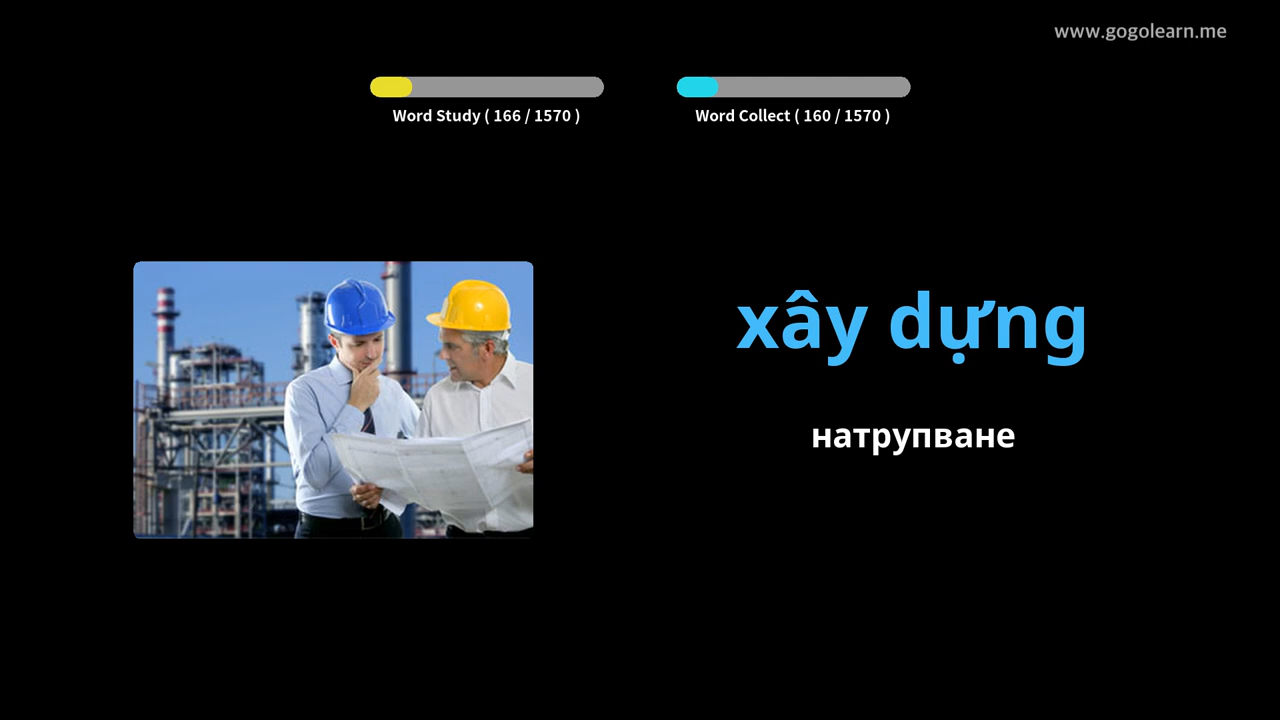 www.gogolearn.me
Word Study ( 166 / 1570 )
Word Collect ( 160 / 1570 )
xây dựng
натрупване